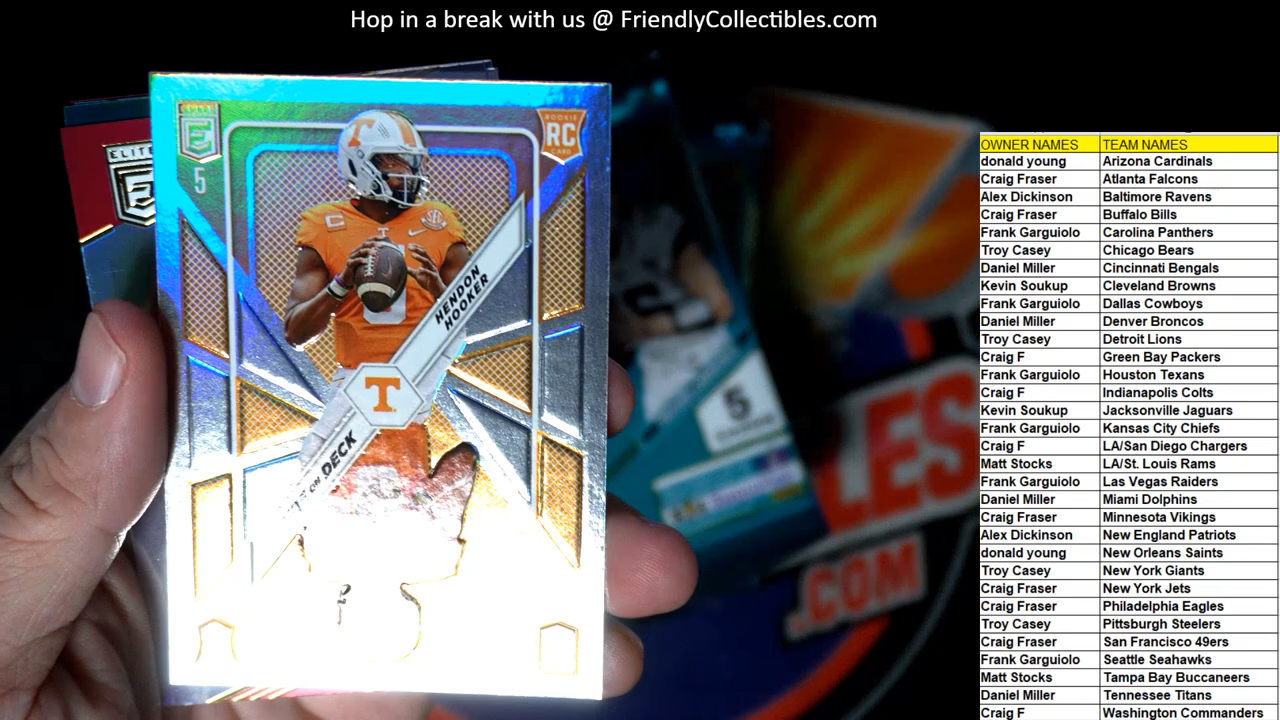 Hop in a break with us @ FriendlyCollectibles.com
ELITE
ROOKIE
RC
CARD
5
T
HENDON
HOOKER
T
ON DECK
5
LES
.COM
OWNER NAMES TEAM NAMES
donald young Arizona Cardinals
Craig Fraser Atlanta Falcons
Alex Dickinson Baltimore Ravens
Craig Fraser Buffalo Bills
Frank Garguiolo Carolina Panthers
Troy Casey Chicago Bears
Daniel Miller Cincinnati Bengals
Kevin Soukup Cleveland Browns
Frank Garguiolo Dallas Cowboys
Daniel Miller Denver Broncos
Troy Casey Detroit Lions
Craig F Green Bay Packers
Frank Garguiolo Houston Texans
Craig F Indianapolis Colts
Kevin Soukup Jacksonville Jaguars
Frank Garguiolo Kansas City Chiefs
Craig F LA/San Diego Chargers
Matt Stocks LA/St. Louis Rams
Frank Garguiolo Las Vegas Raiders
Daniel Miller Miami Dolphins
Craig Fraser Minnesota Vikings
Alex Dickinson New England Patriots
donald young New Orleans Saints
Troy Casey New York Giants
Craig Fraser New York Jets
Craig Fraser Philadelphia Eagles
Troy Casey Pittsburgh Steelers
Craig Fraser San Francisco 49ers
Frank Garguiolo Seattle Seahawks
Matt Stocks Tampa Bay Buccaneers
Daniel Miller Tennessee Titans
Craig F Washington Commanders